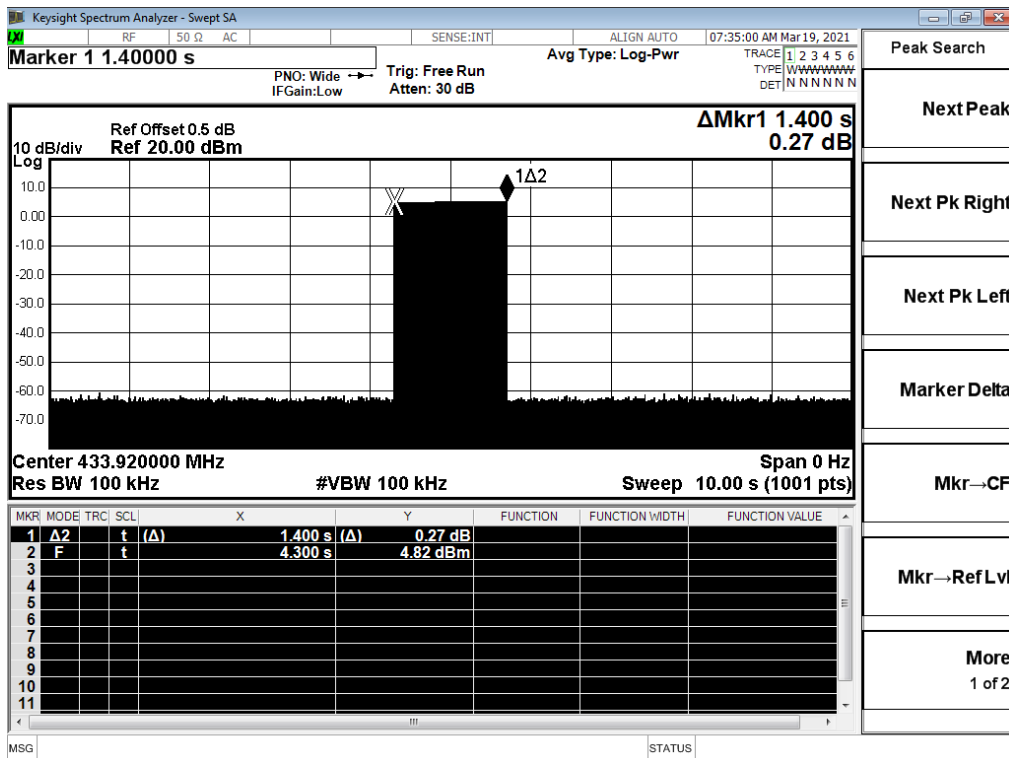 Keysight Spectrum Analyzer - Swept SA
LXI RF 50 Ω AC SENSE:INT ALIGN AUTO 07:35:00 AM Mar 19, 2021
Marker 1 1.40000 s
PNO: Wide
IFGain:Low
Trig: Free Run
Atten: 30 dB
Avg Type: Log-Pwr
TRACE 1 2 3 4 5 6
TYPE WWWWWW
DET N N N N N N
Peak Search
Next Peak
Next Pk Right
Next Pk Left
Marker Delta
Mkr→CF
Mkr→Ref Lvl
More
1 of 2
ΔMkr1 1.400 s
0.27 dB
Ref Offset 0.5 dB
10 dB/div Ref 20.00 dBm
Log
10.0
0.00
-10.0
-20.0
-30.0
-40.0
-50.0
-60.0
-70.0
1Δ2
Center 433.920000 MHz Span 0 Hz
Res BW 100 kHz #VBW 100 kHz Sweep 10.00 s (1001 pts)
MKR MODE TRC SCL X Y FUNCTION FUNCTION WIDTH FUNCTION VALUE
1 Δ2 t (Δ) 1.400 s (Δ) 0.27 dB
2 F t 4.300 s 4.82 dBm
3
4
5
6
7
8
9
10
11
MSG STATUS